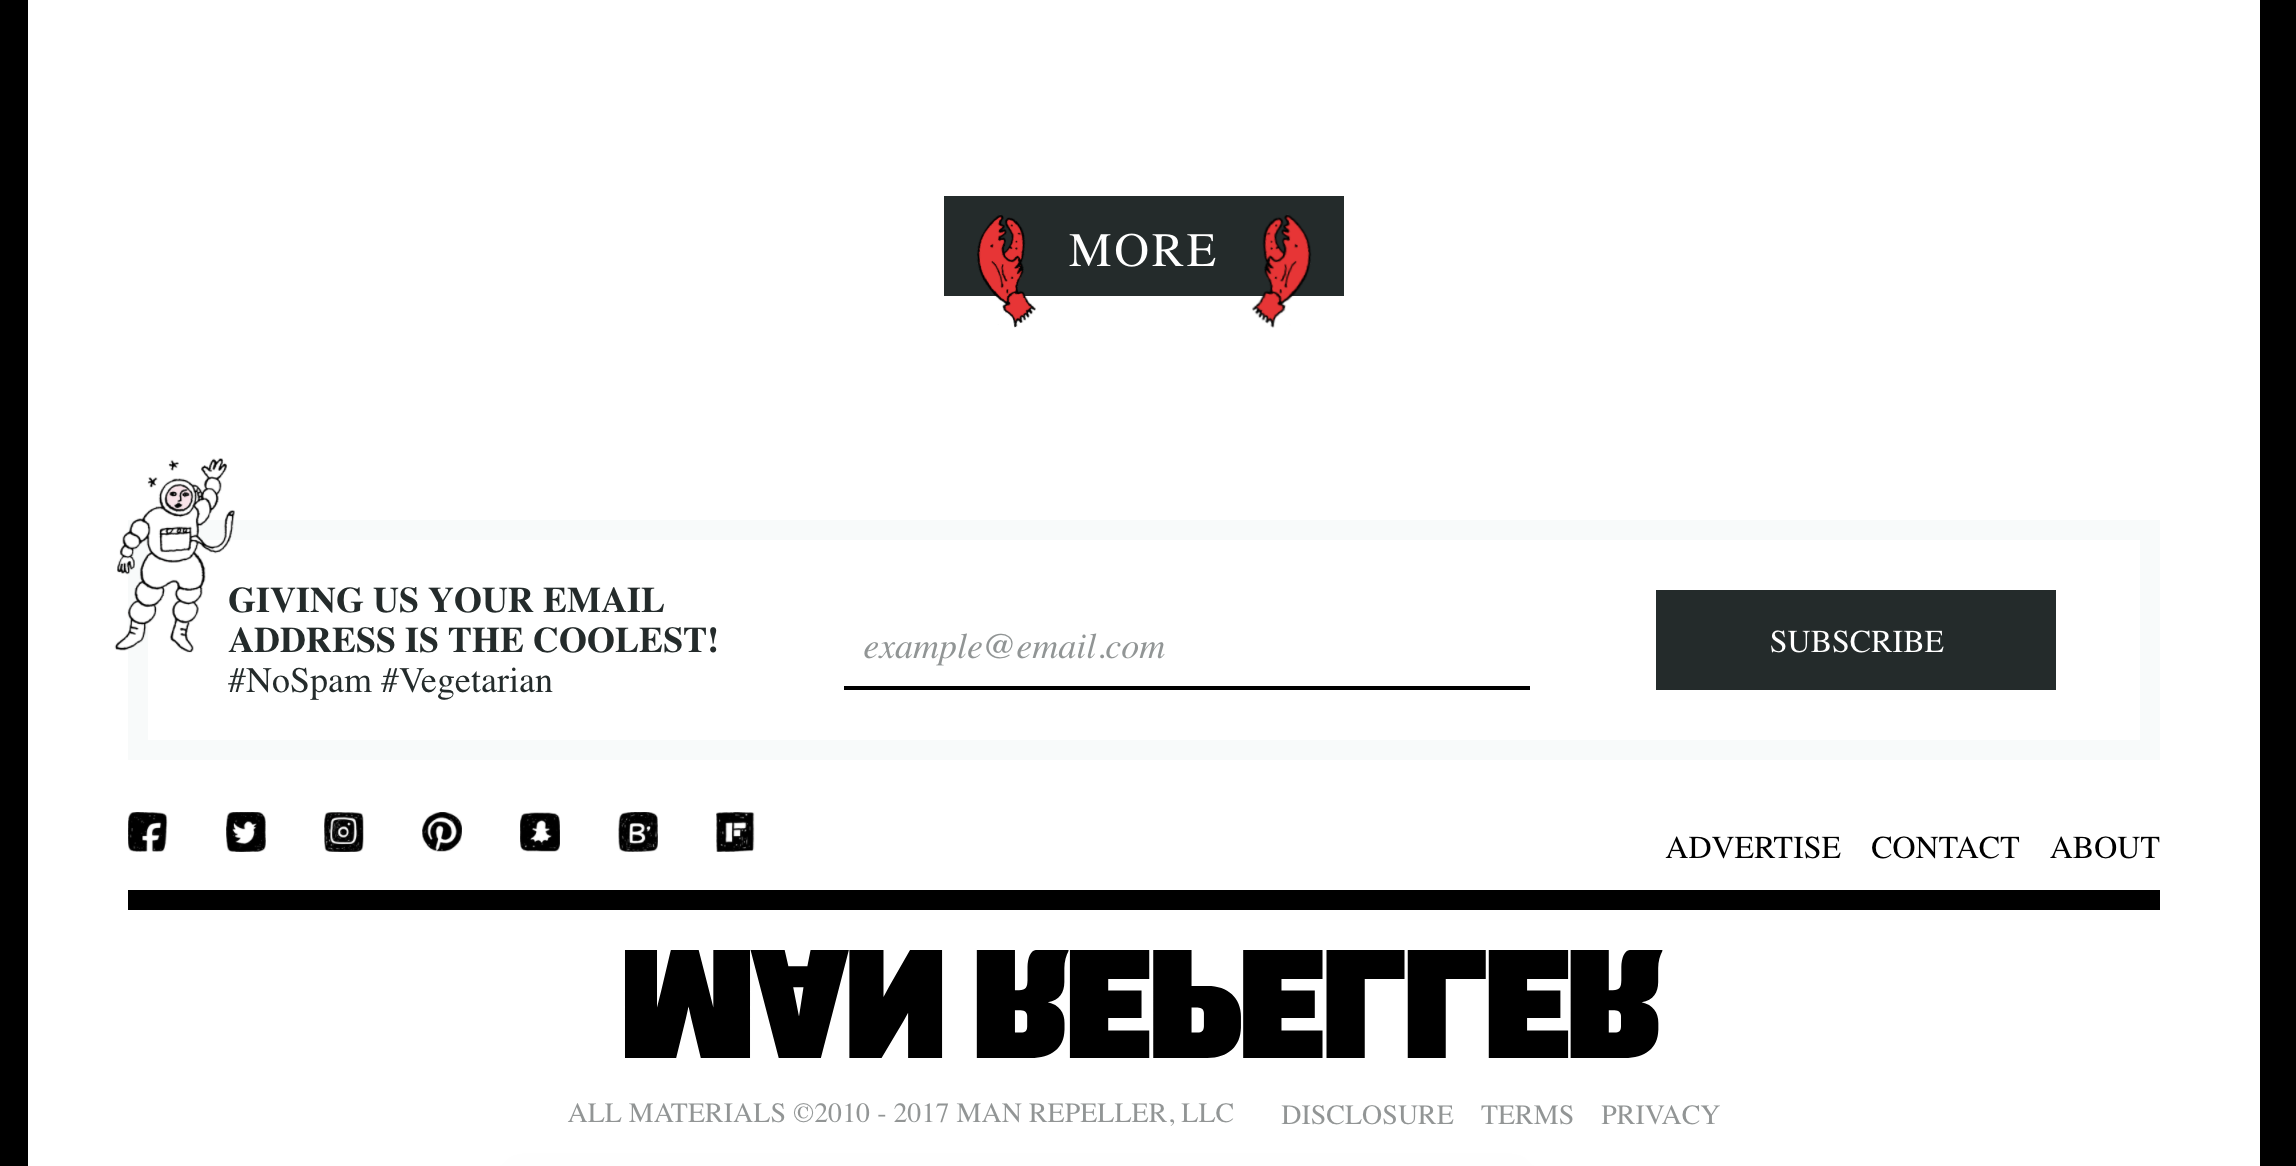 MORE
GIVING US YOUR EMAIL
ADDRESS IS THE COOLEST!
#NoSpam #Vegetarian
example@email.com
SUBSCRIBE
ADVERTISE CONTACT ABOUT
MAN REPELLER
ALL MATERIALS ©2010 - 2017 MAN REPELLER, LLC DISCLOSURE TERMS PRIVACY